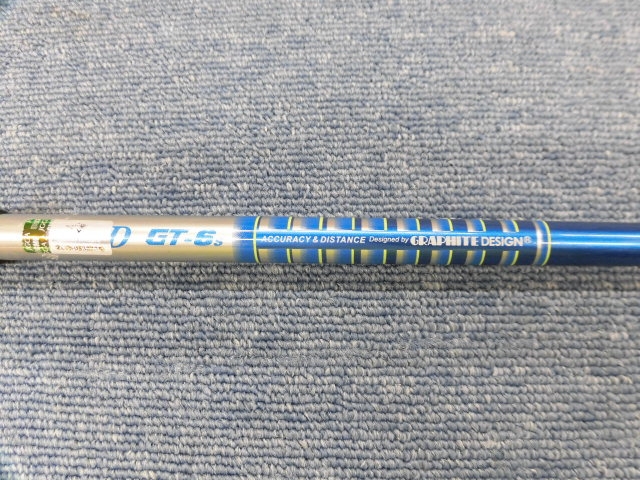 D GT-6s ACCURACY & DISTANCE Designed by GRAPHITE DESIGN®